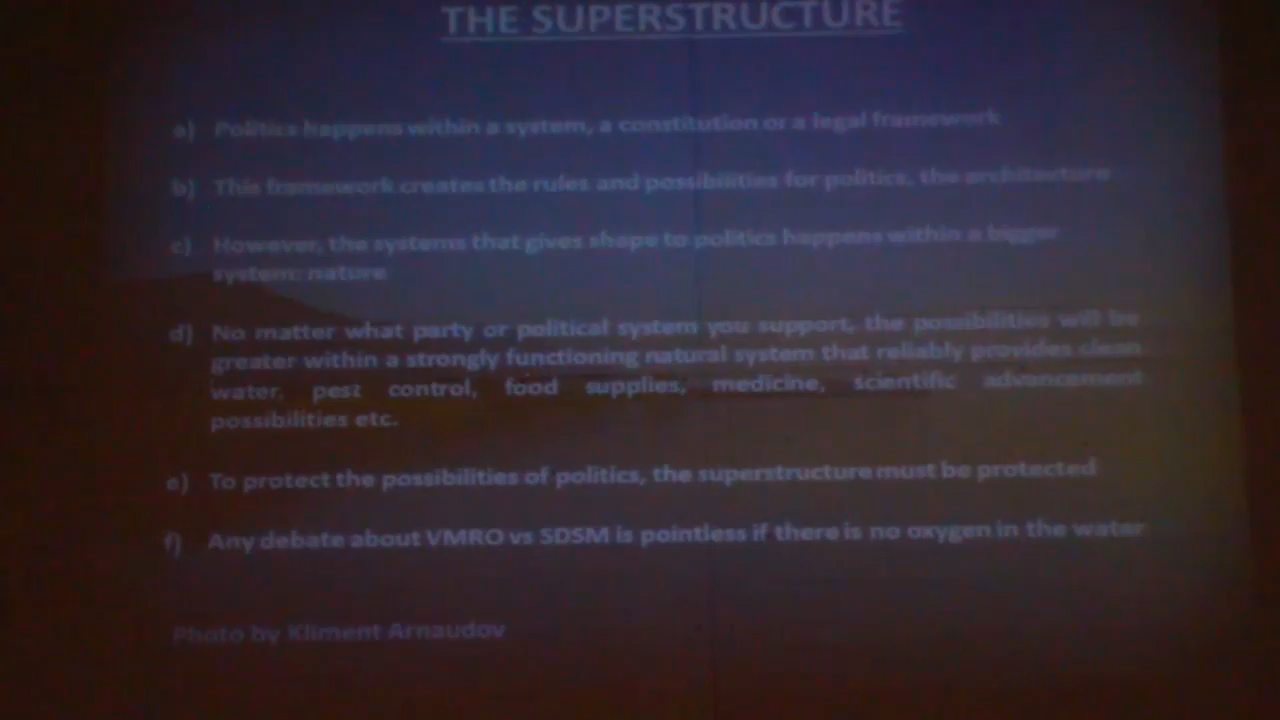 THE SUPERSTRUCTURE
a) Politics happens within a system, a constitution or a legal framework
b) This framework creates the rules and possibilities for politics, the architecture
c) However, the systems that gives shape to politics happens within a bigger
system: nature
d) No matter what party or political system you support, the possibilities will be
greater within a strongly functioning natural system that reliably provides clean
water, pest control, food supplies, medicine, scientific advancement
possibilities etc.
e) To protect the possibilities of politics, the superstructure must be protected
f) Any debate about VMRO vs SDSM is pointless if there is no oxygen in the water
Photo by Kliment Arnaudov